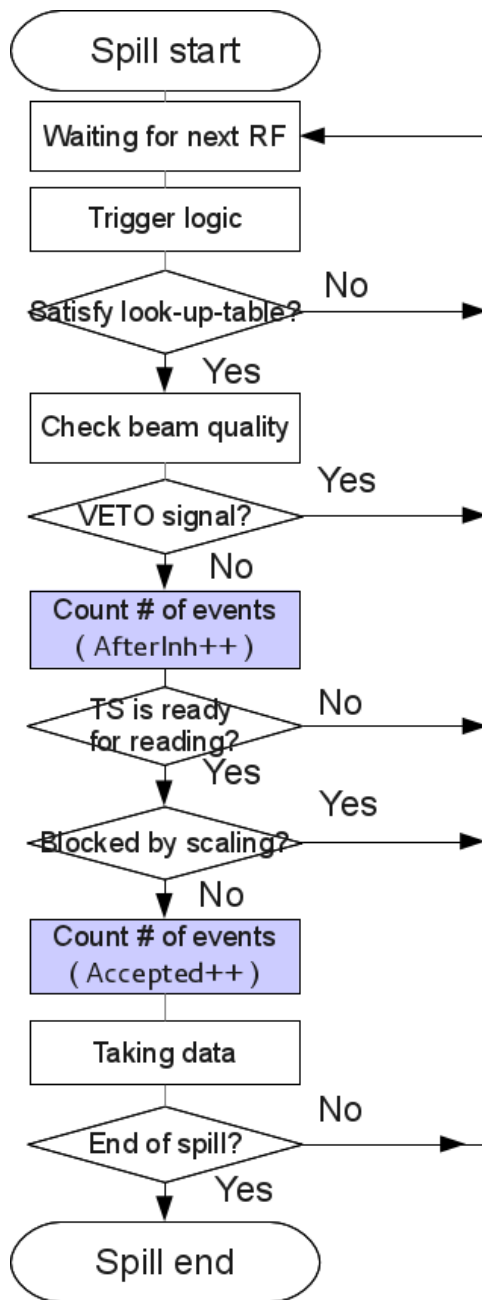 Spill start
Waiting for next RF
Trigger logic
Satisfy look-up-table?
No
Yes
Check beam quality
Yes
VETO signal?
No
Count # of events
( AfterInh++ )
TS is ready
for reading?
No
Yes
Blocked by scaling?
Yes
No
Count # of events
( Accepted++ )
Taking data
End of spill?
No
Yes
Spill end